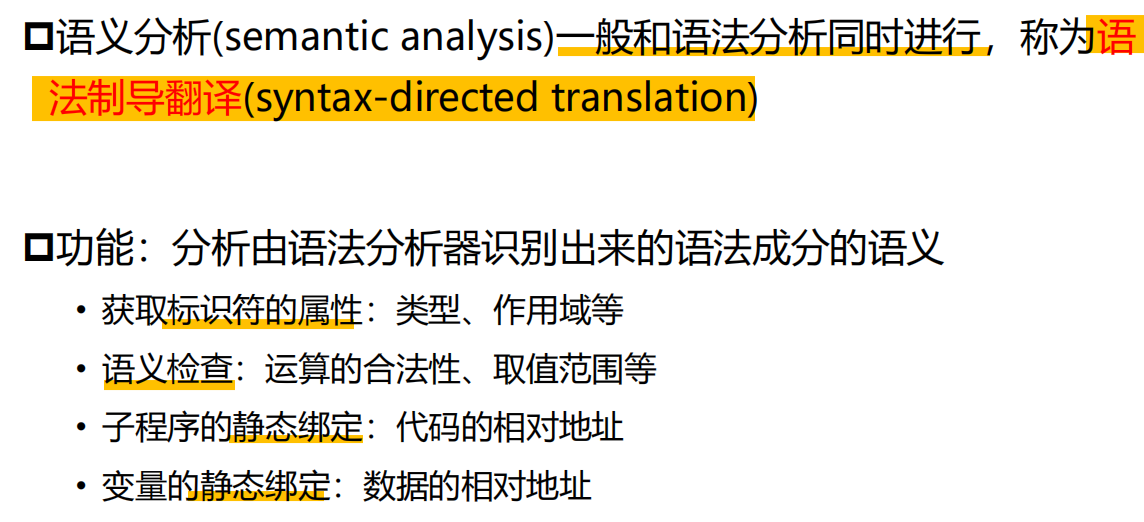 语义分析(semantic analysis)一般和语法分析同时进行，称为语
法制导翻译(syntax-directed translation)
功能：分析由语法分析器识别出来的语法成分的语义
• 获取标识符的属性：类型、作用域等
• 语义检查：运算的合法性、取值范围等
• 子程序的静态绑定：代码的相对地址
• 变量的静态绑定：数据的相对地址